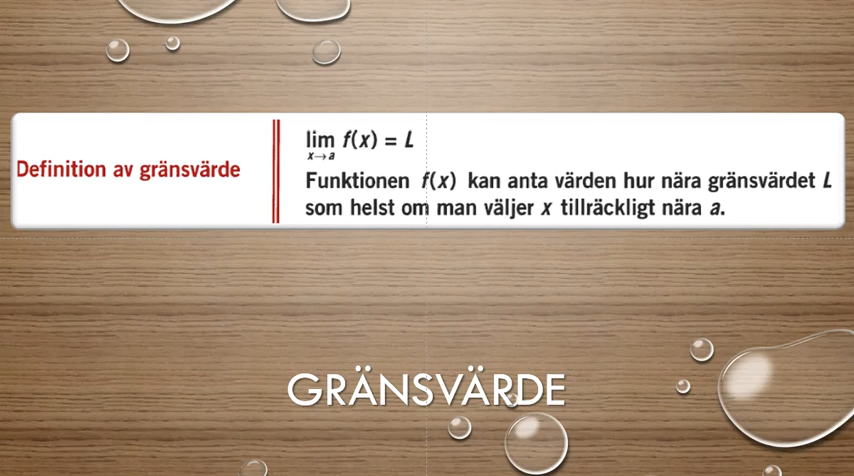 Definition av gränsvärde
lim f(x) = L
x→a
Funktionen f(x) kan anta värden hur nära gränsvärdet L
som helst om man väljer x tillräckligt nära a.
GRÄNSVÄRDE